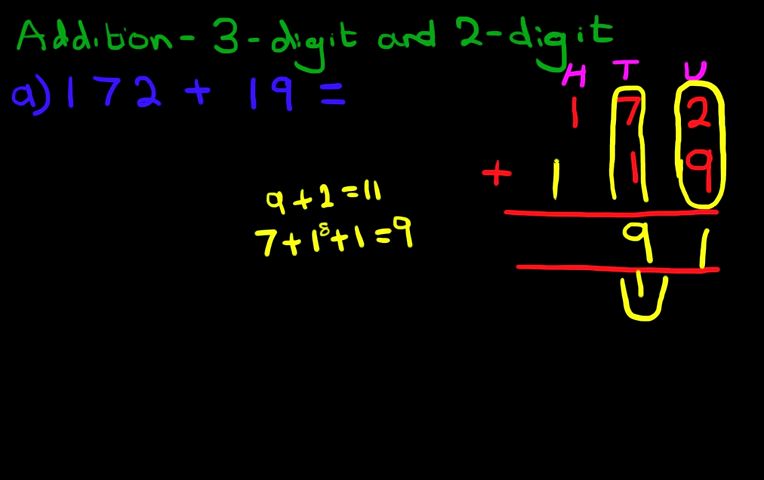 Addition - 3-digit and 2-digit
a) 172 + 19 =
H T U
1 7 2
+ 1 1 9
9 + 2 = 11
7 + 1 8 + 1 = 9
9 1
1